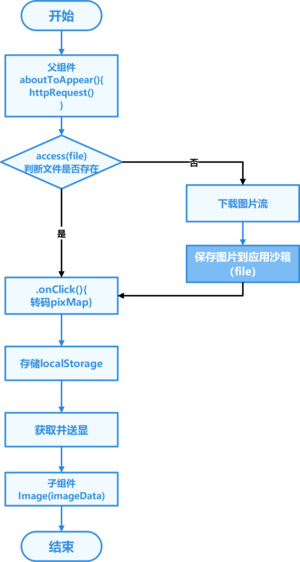 开始
父组件
aboutToAppear(){
httpRequest()
}
access(file)
判断文件是否存在
否
下载图片流
保存图片到应用沙箱
（file）
是
.onClick(){
转码pixMap}
存储localStorage
获取并送显
子组件
Image(imageData)
结束